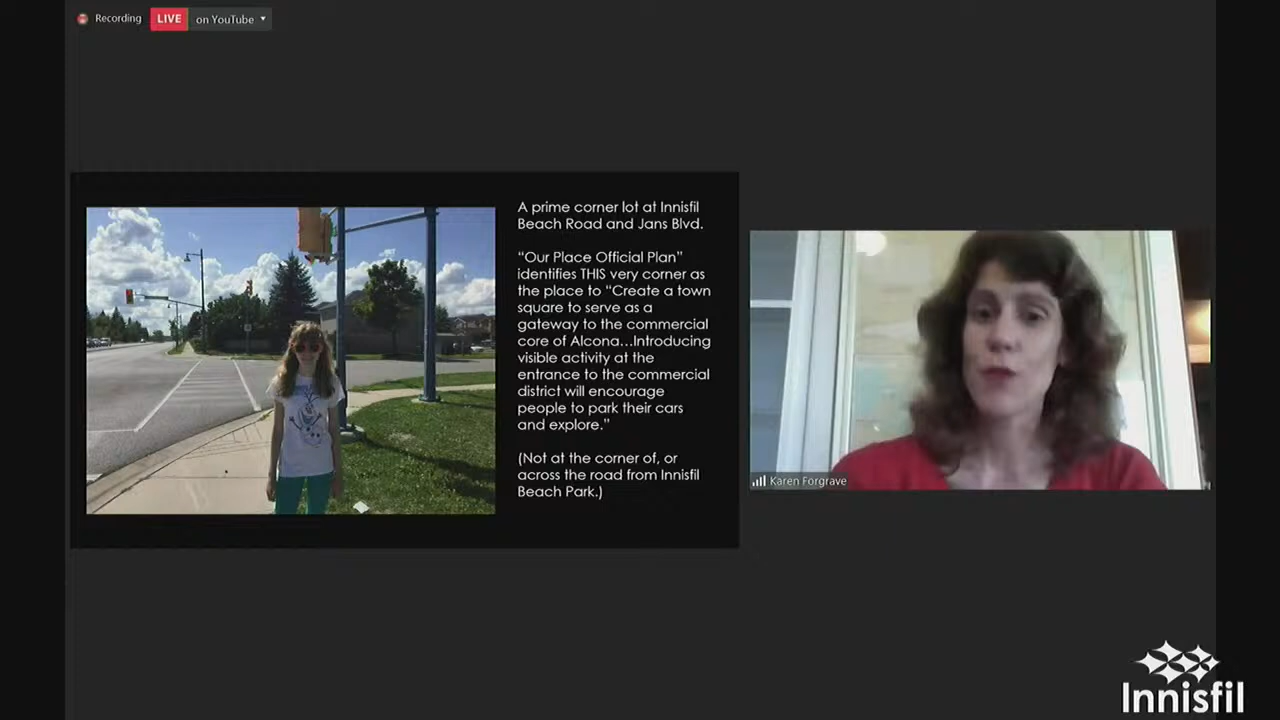 Recording
LIVE on YouTube
A prime corner lot at Innisfil
Beach Road and Jans Blvd.
“Our Place Official Plan”
identifies THIS very corner as
the place to “Create a town
square to serve as a
gateway to the commercial
core of Alcona...Introducing
visible activity at the
entrance to the commercial
district will encourage
people to park their cars
and explore.”
(Not at the corner of, or
across the road from Innisfil
Beach Park.)
Karen Forgrave
Innisfil